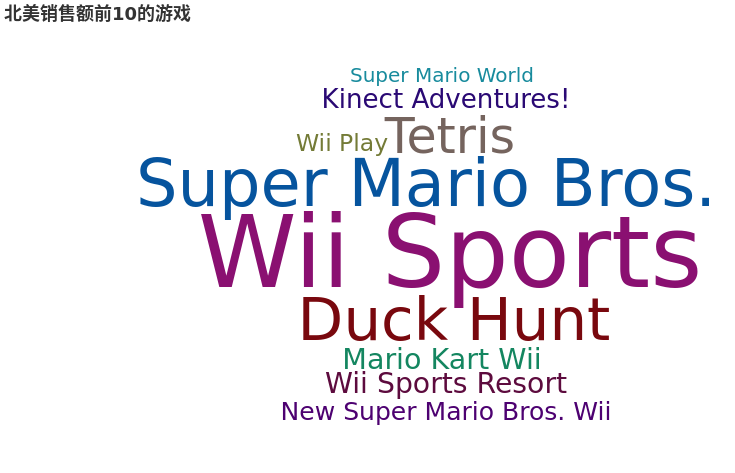 北美销售额前10的游戏
Super Mario World
Kinect Adventures!
Tetris
Wii Play
Super Mario Bros.
Wii Sports
Duck Hunt
Mario Kart Wii
Wii Sports Resort
New Super Mario Bros. Wii